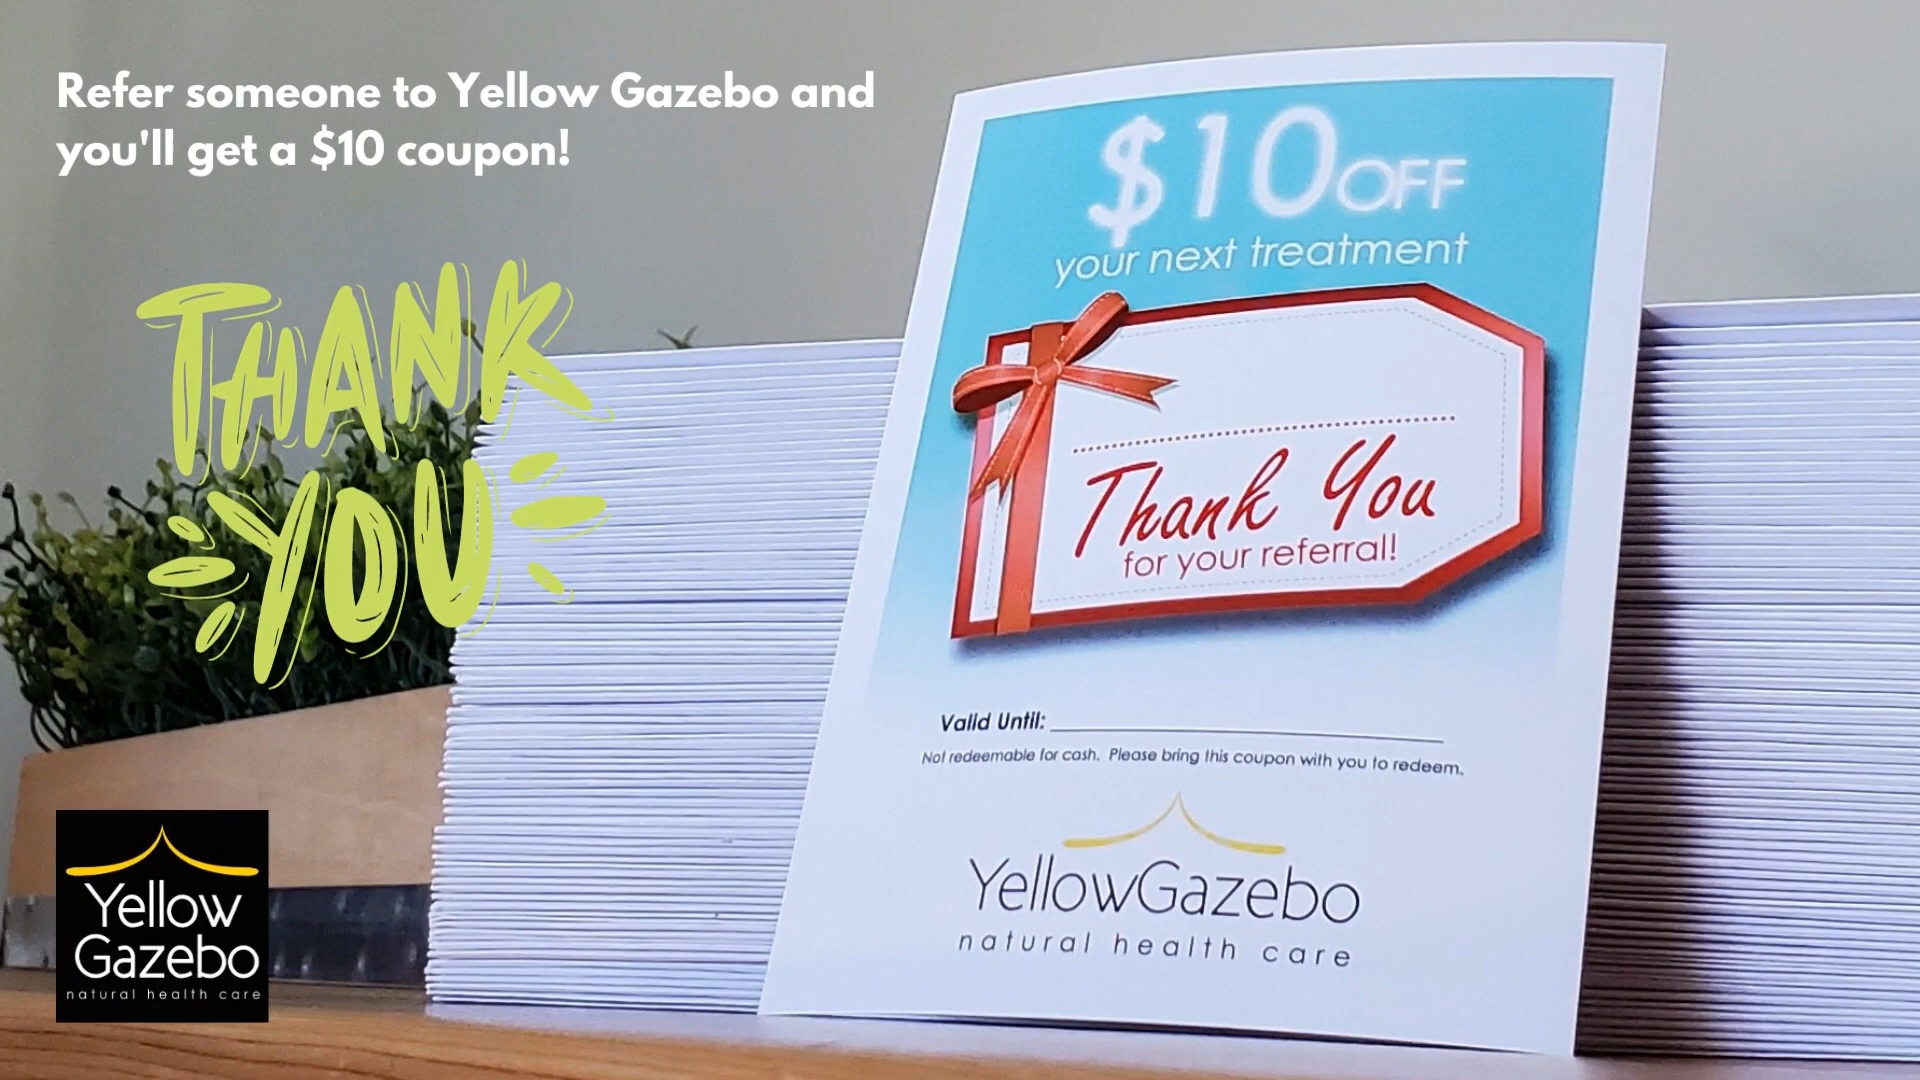 Refer someone to Yellow Gazebo and
you'll get a $10 coupon!
THANK
YOU
$10 OFF
your next treatment
Thank You
for your referral!
Valid Until:
Not redeemable for cash. Please bring this coupon with you to redeem.
YellowGazebo
natural health care
Yellow
Gazebo
natural health care